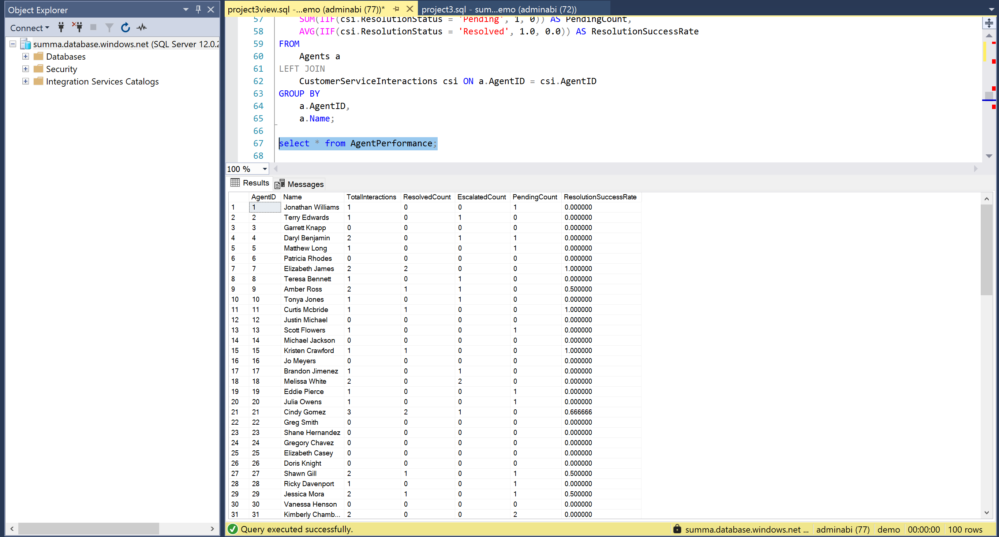 Object Explorer
Connect
summa.database.windows.net (SQL Server 12.0.2
Databases
Security
Integration Services Catalogs
project3view.sql -...emo (adminabi (77))* project3.sql - sum...emo (adminabi (72))
57 SUM(IIF(csi.ResolutionStatus = 'Pending', 1, 0)) AS PendingCount,
58 AVG(IIF(csi.ResolutionStatus = 'Resolved', 1.0, 0.0)) AS ResolutionSuccessRate
59 FROM
60 Agents a
61 LEFT JOIN
62 CustomerServiceInteractions csi ON a.AgentID = csi.AgentID
63 GROUP BY
64 a.AgentID,
65 a.Name;
66
67 select * from AgentPerformance;
68
100 %
Results Messages
AgentID Name TotalInteractions ResolvedCount EscalatedCount PendingCount ResolutionSuccessRate
1 1 Jonathan Williams 1 0 0 1 0.000000
2 2 Terry Edwards 1 0 1 0 0.000000
3 3 Garrett Knapp 0 0 0 0 0.000000
4 4 Daryl Benjamin 2 0 1 1 0.000000
5 5 Matthew Long 1 0 0 1 0.000000
6 6 Patricia Rhodes 0 0 0 0 0.000000
7 7 Elizabeth James 2 2 0 0 1.000000
8 8 Teresa Bennett 1 0 1 0 0.000000
9 9 Amber Ross 2 1 1 0 0.500000
10 10 Tonya Jones 1 0 1 0 0.000000
11 11 Curtis Mcbride 1 1 0 0 1.000000
12 12 Justin Michael 0 0 0 0 0.000000
13 13 Scott Flowers 1 0 0 1 0.000000
14 14 Michael Jackson 0 0 0 0 0.000000
15 15 Kristen Crawford 1 1 0 0 1.000000
16 16 Jo Meyers 0 0 0 0 0.000000
17 17 Brandon Jimenez 1 0 1 0 0.000000
18 18 Melissa White 2 0 2 0 0.000000
19 19 Eddie Pierce 1 0 0 1 0.000000
20 20 Julia Owens 1 0 0 1 0.000000
21 21 Cindy Gomez 3 2 1 0 0.666666
22 22 Greg Smith 0 0 0 0 0.000000
23 23 Shane Hernandez 0 0 0 0 0.000000
24 24 Gregory Chavez 0 0 0 0 0.000000
25 25 Elizabeth Casey 0 0 0 0 0.000000
26 26 Doris Knight 0 0 0 0 0.000000
27 27 Shawn Gill 2 1 0 1 0.500000
28 28 Ricky Davenport 1 0 0 1 0.000000
29 29 Jessica Mora 2 1 0 1 0.500000
30 30 Vanessa Henson 0 0 0 0 0.000000
31 31 Kimberly Chamb... 2 0 0 2 0.000000
Query executed successfully. summa.database.windows.net ... adminabi (77) demo 00:00:00 100 rows